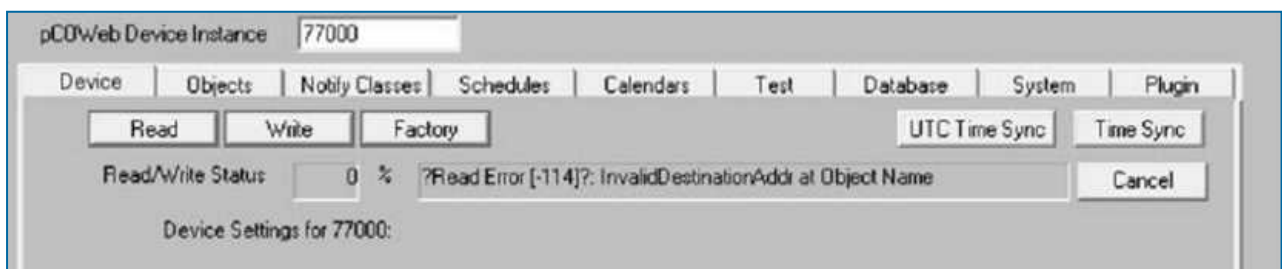 pCOWeb Device Instance 77000
Device Objects Notify Classes Schedules Calendars Test Database System Plugin
Read Write Factory UTC Time Sync Time Sync
Read/Write Status 0 % ?Read Error [-114]?: InvalidDestinationAddr at Object Name Cancel
Device Settings for 77000: